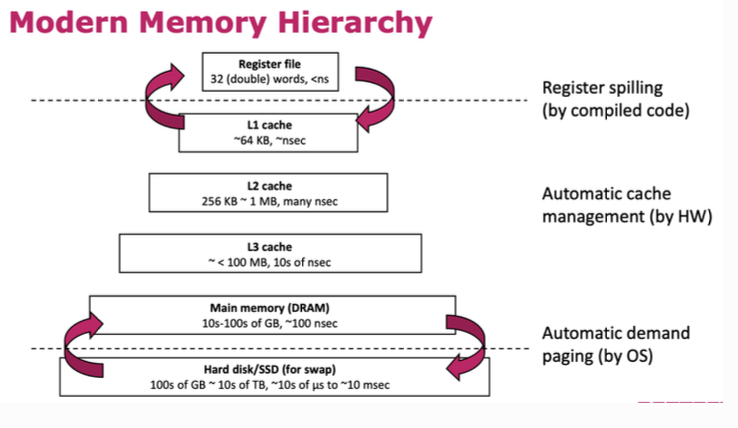 Modern Memory Hierarchy
Register file
32 (double) words, <ns
Register spilling
(by compiled code)
L1 cache
~64 KB, ~nsec
L2 cache
256 KB ~ 1 MB, many nsec
Automatic cache
management (by HW)
L3 cache
~ < 100 MB, 10s of nsec
Main memory (DRAM)
10s-100s of GB, ~100 nsec
Automatic demand
paging (by OS)
Hard disk/SSD (for swap)
100s of GB ~ 10s of TB, ~10s of µs to ~10 msec